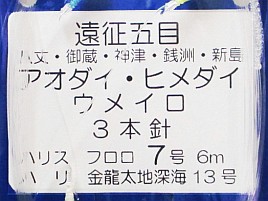 遠征五目
八丈・御蔵・神津・銭洲・新島
アオダイ・ヒメダイ
ウメイロ
3本針
ハリス フロロ 7号 6m
ハリ 金龍太地深海13号